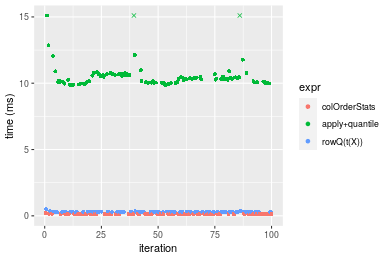 15
10
5
0
time (ms)
0
25
50
75
100
iteration
expr
colOrderStats
apply+quantile
rowQ(t(X))